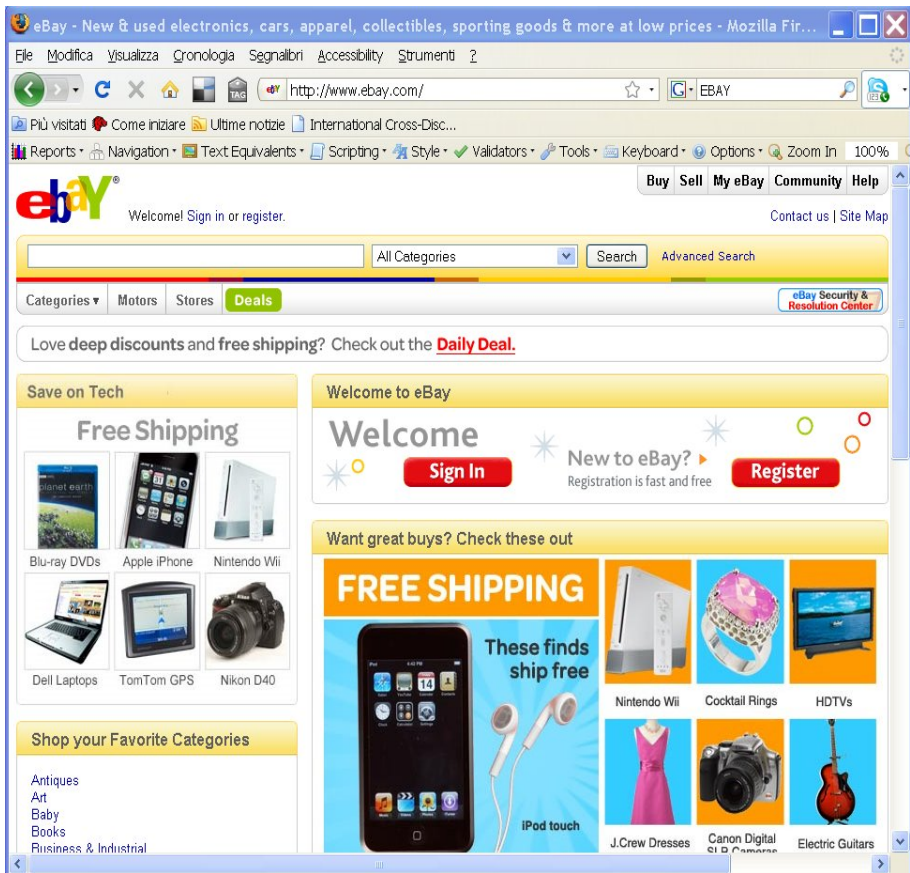 eBay - New & used electronics, cars, apparel, collectibles, sporting goods & more at low prices - Mozilla Fir...
File Modifica Visualizza Cronologia Segnalibri Accessibility Strumenti ?
TAG http://www.ebay.com/ G EBAY
Più visitati Come iniziare Ultime notizie International Cross-Disc...
Reports Navigation Text Equivalents Scripting Style Validators Tools Keyboard Options Zoom In 100%
ebay®
Buy Sell My eBay Community Help
Welcome! Sign in or register.
Contact us | Site Map
All Categories Search Advanced Search
Categories ▾ Motors Stores Deals
eBay Security &
Resolution Center
Love deep discounts and free shipping? Check out the Daily Deal.
Save on Tech
Free Shipping
planet earth
Blu-ray DVDs Apple iPhone Nintendo Wii
Dell Laptops TomTom GPS Nikon D40
Shop your Favorite Categories
Antiques
Art
Baby
Books
Business & Industrial
Welcome to eBay
Welcome
Sign In
New to eBay?
Registration is fast and free
Register
Want great buys? Check these out
FREE SHIPPING
These finds
ship free
iPod touch
Nintendo Wii Cocktail Rings HDTVs
J.Crew Dresses Canon Digital Electric Guitars
SLR Cameras